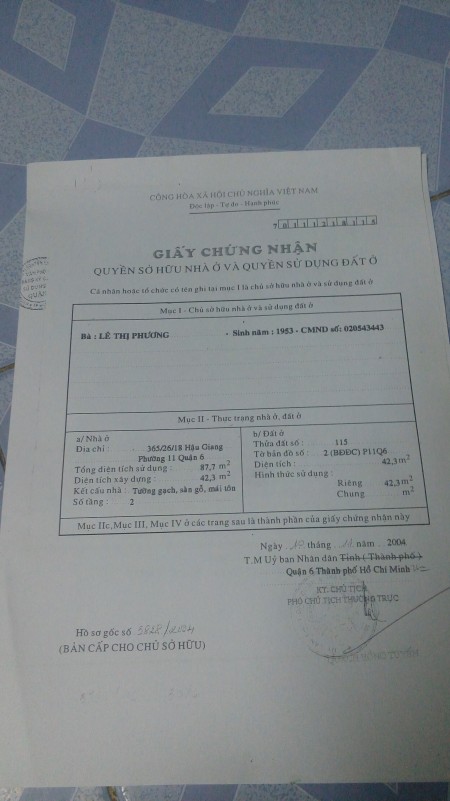 CỘNG HÒA XÃ HỘI CHỦ NGHĨA VIỆT NAM
Độc lập - Tự do - Hạnh phúc
GIẤY CHỨNG NHẬN
QUYỀN SỞ HỮU NHÀ Ở VÀ QUYỀN SỬ DỤNG ĐẤT Ở
Cá nhân hoặc tổ chức có tên ghi tại mục I là chủ sở hữu nhà ở và sử dụng đất ở
Mục I - Chủ sở hữu nhà ở và sử dụng đất ở
Bà : LÊ THỊ PHƯƠNG - Sinh năm : 1953 - CMND số: 020543443
Mục II - Thực trạng nhà ở, đất ở
a/ Nhà ở
Địa chỉ : 365/26/18 Hậu Giang
Phường 11 Quận 6
Tổng diện tích sử dụng : 87,7 m2
Diện tích xây dựng : 42,3 m2
Kết cấu nhà : Tường gạch, sàn gỗ, mái tôn
Số tầng : 2
b/ Đất ở
Thửa đất số : 115
Tờ bản đồ số : 2 (BĐĐC) P11Q6
Diện tích : 42,3 m2
Hình thức sử dụng :
Riêng 42,3 m2
Chung m2
Mục IIc, Mục III, Mục IV ở các trang sau là thành phần của giấy chứng nhận này
Ngày tháng năm 2004
T.M Uỷ ban Nhân dân Tỉnh ( Thành phố )
Quận 6 Thành phố Hồ Chí Minh
KT. CHỦ TỊCH
PHÓ CHỦ TỊCH THƯỜNG TRỰC
Hồ sơ gốc số
(BẢN CẤP CHO CHỦ SỞ HỮU)